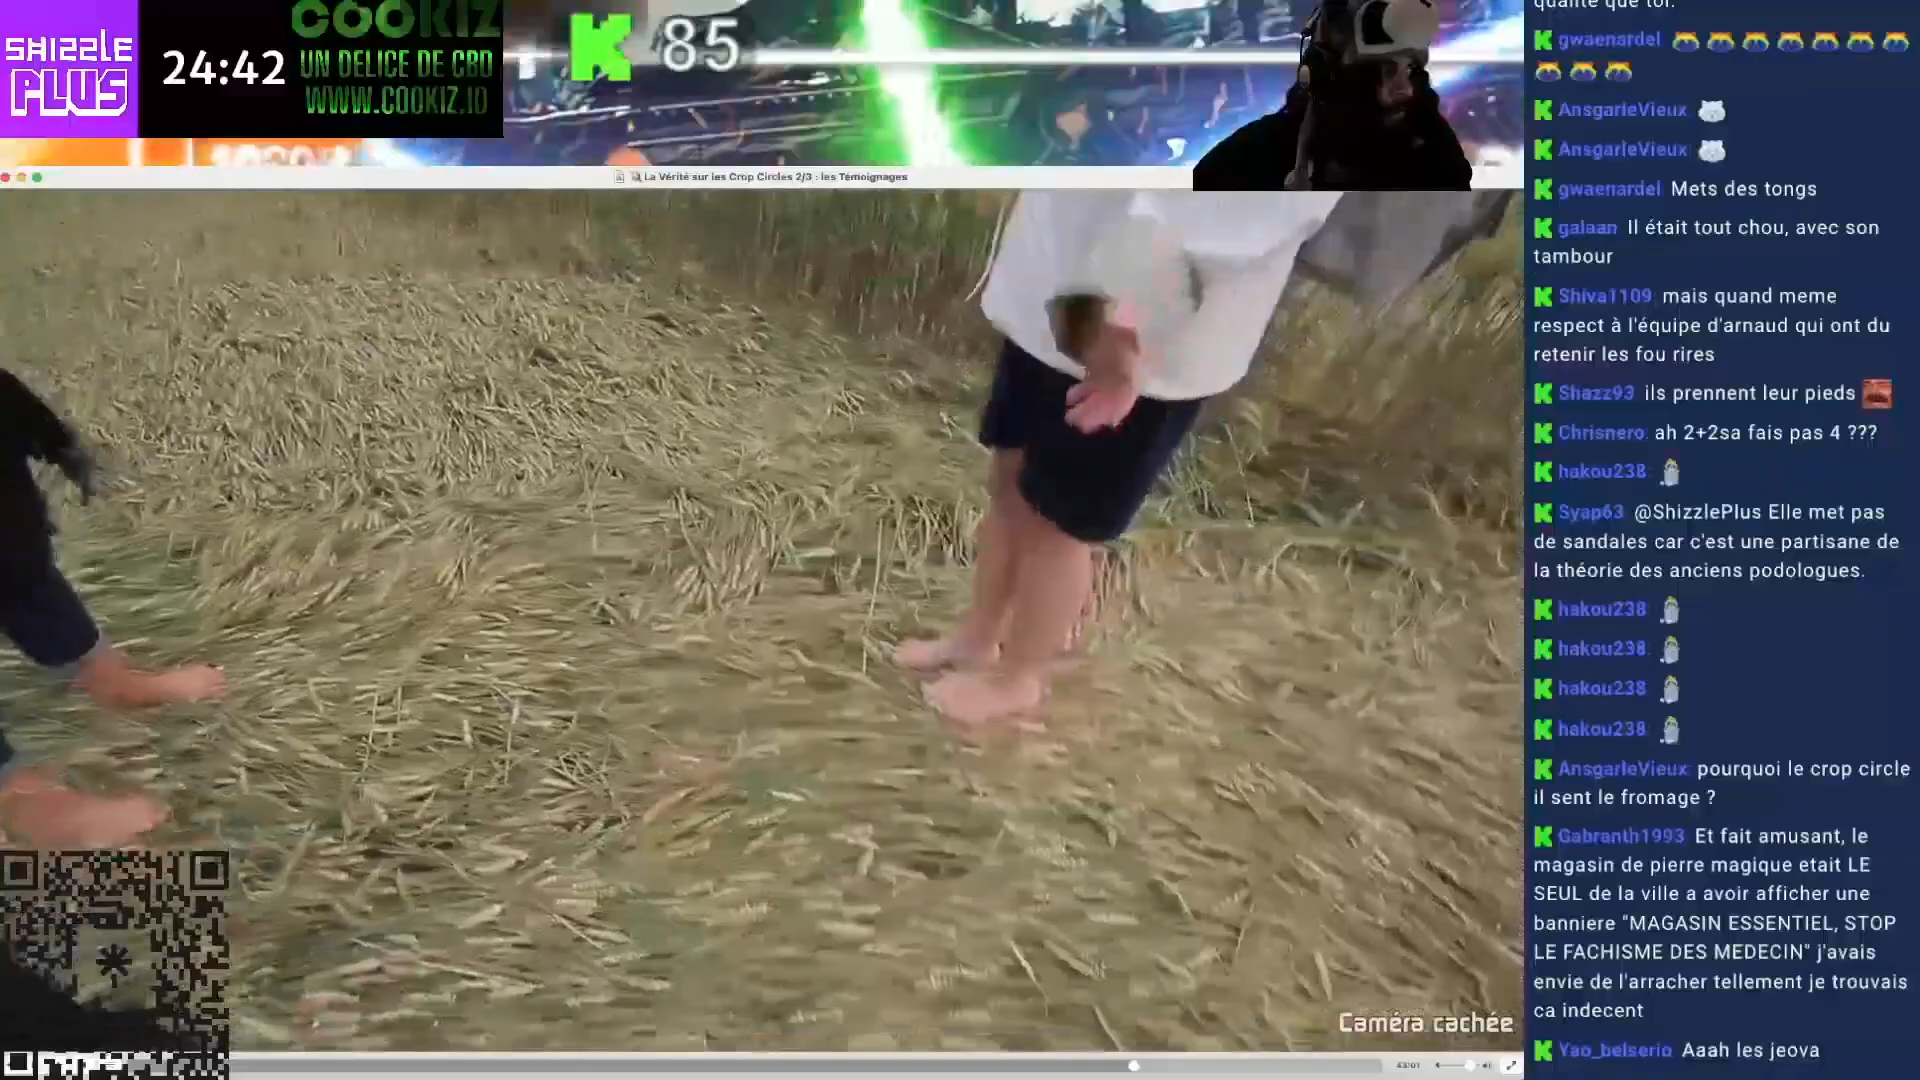 SHIZZLE
PLUS
24:42
COOKIZ
UN DELICE DE CBD
WWW.COOKIZ.IO
85
La Vérité sur les Crop Circles 2/3 : les Témoignages
qualité que toi.
gwaenardel
AnsgarleVieux
AnsgarleVieux
gwaenardel Mets des tongs
galaan Il était tout chou, avec son
tambour
Shiva1109: mais quand meme
respect à l'équipe d'arnaud qui ont du
retenir les fou rires
Shazz93 ils prennent leur pieds
Chrisnero: ah 2+2sa fais pas 4 ???
hakou238
Syap63 @ShizzlePlus Elle met pas
de sandales car c'est une partisane de
la théorie des anciens podologues.
hakou238
hakou238
hakou238
hakou238
AnsgarleVieux pourquoi le crop circle
il sent le fromage ?
Gabranth1993 Et fait amusant, le
magasin de pierre magique etait LE
SEUL de la ville a avoir afficher une
banniere "MAGASIN ESSENTIEL, STOP
LE FACHISME DES MEDECIN" j'avais
envie de l'arracher tellement je trouvais
ca indecent
Yao_belserio Aaah les jeova
Caméra cachée
43:01